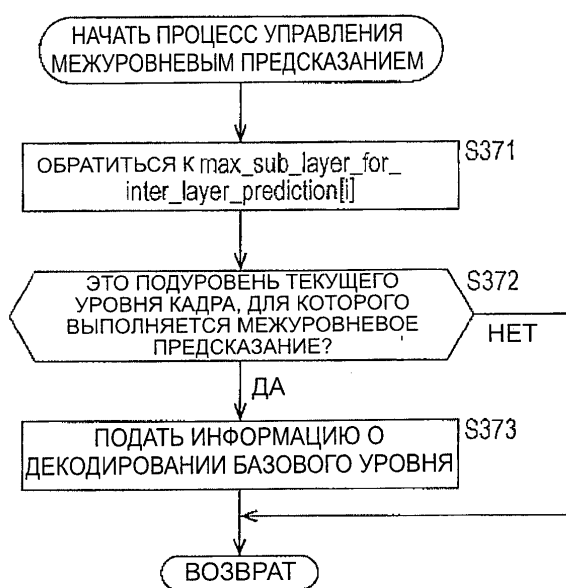 НАЧАТЬ ПРОЦЕСС УПРАВЛЕНИЯ
МЕЖУРОВНЕВЫМ ПРЕДСКАЗАНИЕМ
S371
ОБРАТИТЬСЯ К max_sub_layer_for_
inter_layer_prediction[i]
S372
ЭТО ПОДУРОВЕНЬ ТЕКУЩЕГО
УРОВНЯ КАДРА, ДЛЯ КОТОРОГО
ВЫПОЛНЯЕТСЯ МЕЖУРОВНЕВОЕ
ПРЕДСКАЗАНИЕ?
НЕТ
ДА
S373
ПОДАТЬ ИНФОРМАЦИЮ О
ДЕКОДИРОВАНИИ БАЗОВОГО УРОВНЯ
ВОЗВРАТ